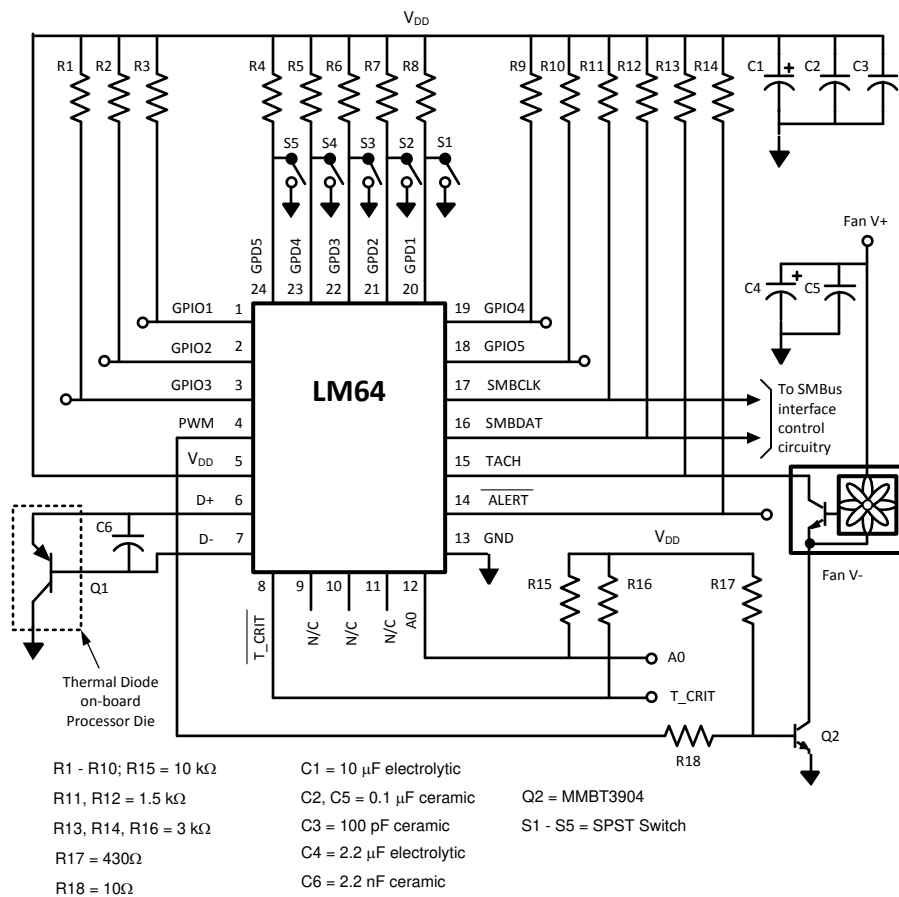 VDD
R1 R2 R3 R4 R5 R6 R7 R8 R9 R10 R11 R12 R13 R14 C1 + C2 C3
S5 S4 S3 S2 S1
Fan V+
GPD5 GPD4 GPD3 GPD2 GPD1
24 23 22 21 20
C4 + C5
GPIO1 1 19 GPIO4
GPIO2 2 18 GPIO5
GPIO3 3 LM64 17 SMBCLK
To SMBus
interface
control
circuitry
PWM 4 16 SMBDAT
VDD 5 15 TACH
D+ 6 14 ALERT
C6
D- 7 13 GND
VDD
Q1
Fan V-
8 9 10 11 12
R15 R16 R17
T_CRIT N/C N/C N/C A0
A0
T_CRIT
Thermal Diode
on-board
Processor Die
R18
Q2
R1 - R10; R15 = 10 kΩ
R11, R12 = 1.5 kΩ
R13, R14, R16 = 3 kΩ
R17 = 430Ω
R18 = 10Ω
C1 = 10 μF electrolytic
C2, C5 = 0.1 μF ceramic
C3 = 100 pF ceramic
C4 = 2.2 μF electrolytic
C6 = 2.2 nF ceramic
Q2 = MMBT3904
S1 - S5 = SPST Switch